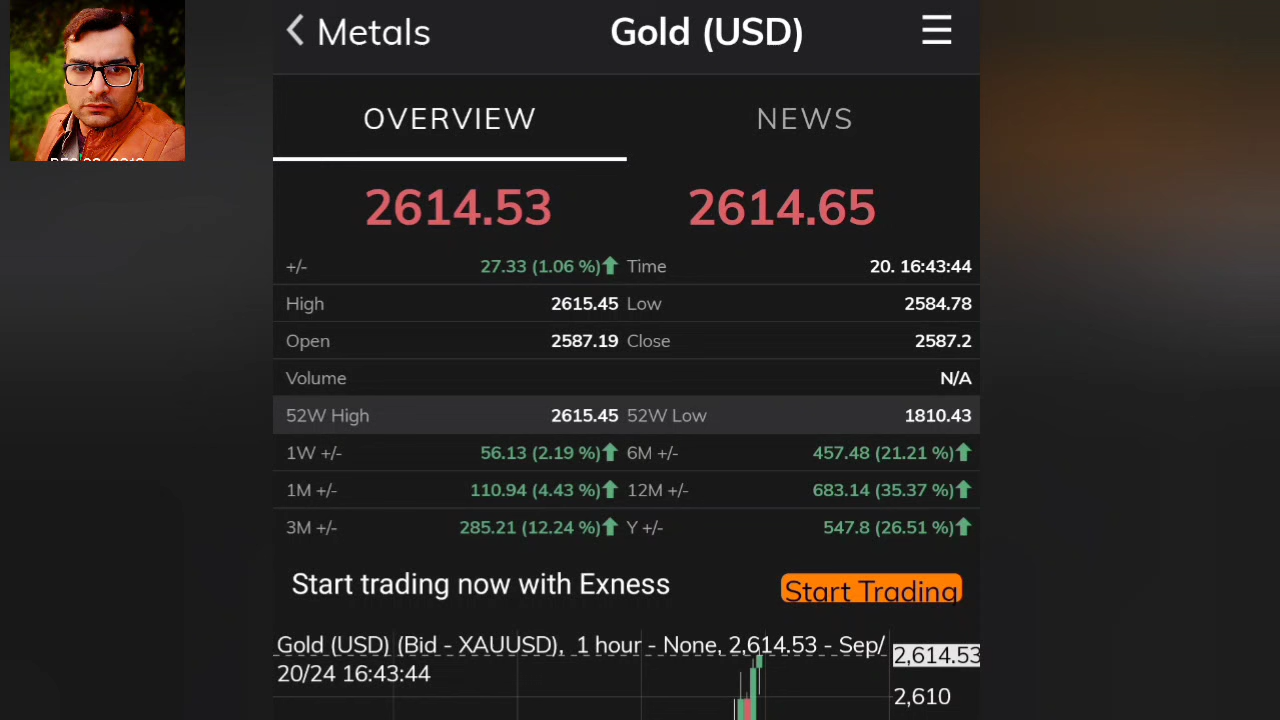 Metals Gold (USD) ☰
OVERVIEW NEWS
2614.53 2614.65
+/- 27.33 (1.06 %) Time 20. 16:43:44
High 2615.45 Low 2584.78
Open 2587.19 Close 2587.2
Volume N/A
52W High 2615.45 52W Low 1810.43
1W +/- 56.13 (2.19 %) 6M +/- 457.48 (21.21 %)
1M +/- 110.94 (4.43 %) 12M +/- 683.14 (35.37 %)
3M +/- 285.21 (12.24 %) Y +/- 547.8 (26.51 %)
Start trading now with Exness Start Trading
Gold (USD) (Bid - XAUUSD), 1 hour - None, 2,614.53 - Sep/
20/24 16:43:44
2,614.53
2,610